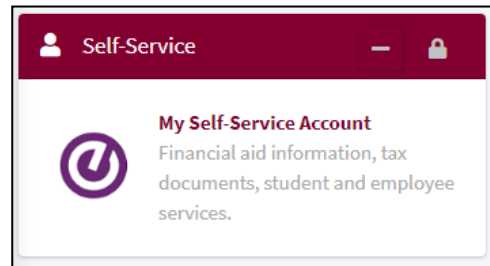 Self-Service
My Self-Service Account
Financial aid information, tax
documents, student and employee
services.